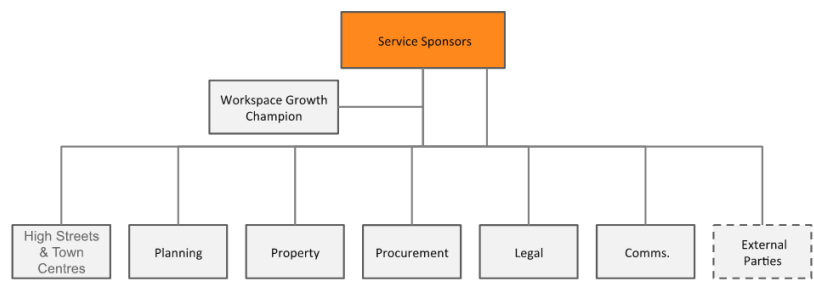 Service Sponsors
Workspace Growth
Champion
High Streets
& Town
Centres
Planning
Property
Procurement
Legal
Comms.
External
Parties